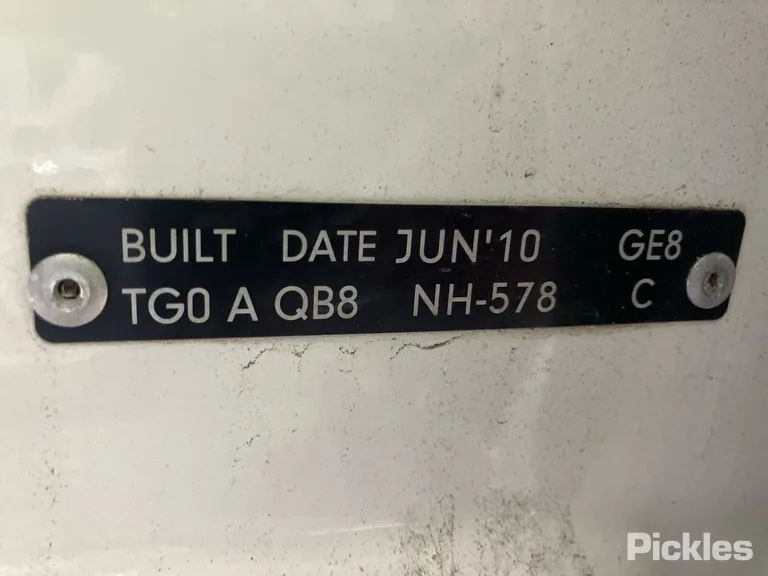 BUILT DATE JUN'10 GE8
TG0 A QB8 NH-578 C
Pickles